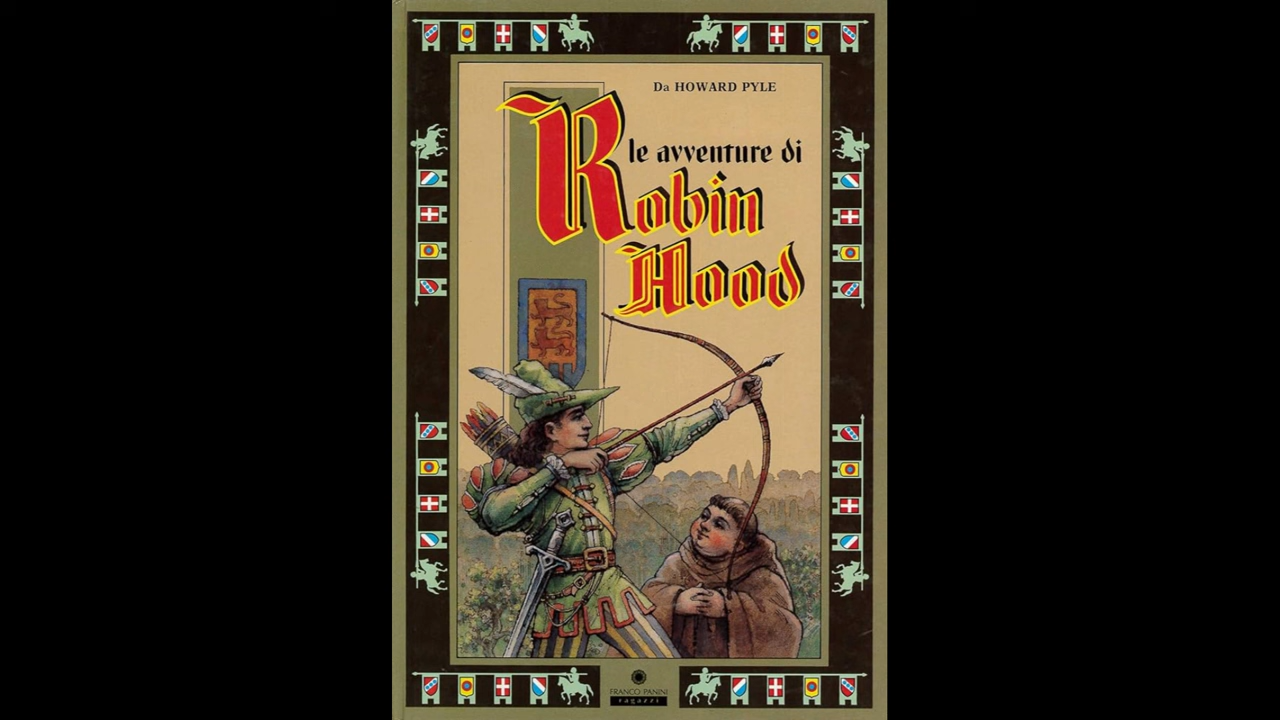 Da HOWARD PYLE
le avventure di
Robin
Hood
FRANCO PANINI
ragazzi